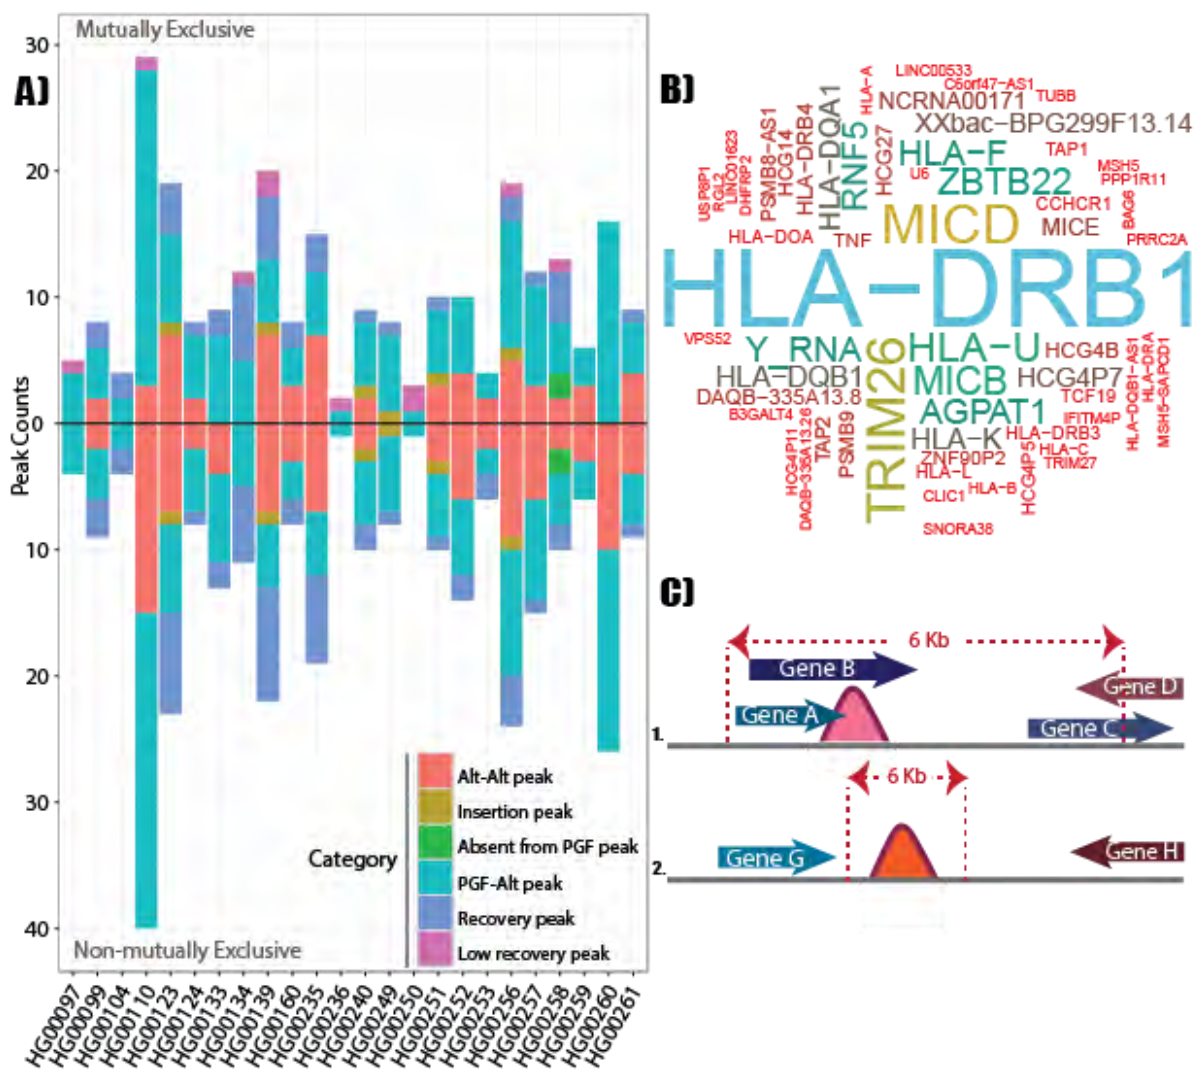 A)
Mutually Exclusive
30
20
10
0
10
20
30
40
Peak Counts
Non-mutually Exclusive
Category
Alt-Alt peak
Insertion peak
Absent from PGF peak
PGF-Alt peak
Recovery peak
Low recovery peak
HG00097
HG00099
HG00104
HG00110
HG00123
HG00124
HG00133
HG00134
HG00139
HG00160
HG00235
HG00236
HG00240
HG00249
HG00250
HG00251
HG00252
HG00253
HG00256
HG00257
HG00258
HG00259
HG00260
HG00261
B)
LINC00533
C6orf47-AS1
HLA-A
NCRNA00171
TUBB
XXbac-BPG299F13.14
USP8P1
RGL2
LINC01623
DHFRP2
PSMB8-AS1
HCG14
HLA-DRB4
HLA-DQA1
RNF5
HCG27
HLA-F
TAP1
U6
ZBTB22
MSH5
PPP1R11
CCHCR1
BAG6
MICD
MICE
HLA-DOA
TNF
PRRC2A
HLA-DRB1
VPS52
Y_RNA
TRIM26
HLA-U
HCG4B
HLA-DQB1-AS1
HLA-DRA
MSH5-SAPCD1
HLA-DQB1
MICB
HCG4P7
DAQB-335A13.8
TCF19
B3GALT4
HCG4P11
DAQB-336A13.26
TAP2
PSMB9
AGPAT1
IFITM4P
HLA-K
HLA-DRB3
ZNF90P2
HCG4P5
HLA-C
HLA-L
TRIM27
CLIC1
HLA-B
SNORA38
C)
6 Kb
Gene B
Gene D
Gene A
Gene C
1.
6 Kb
Gene G
Gene H
2.